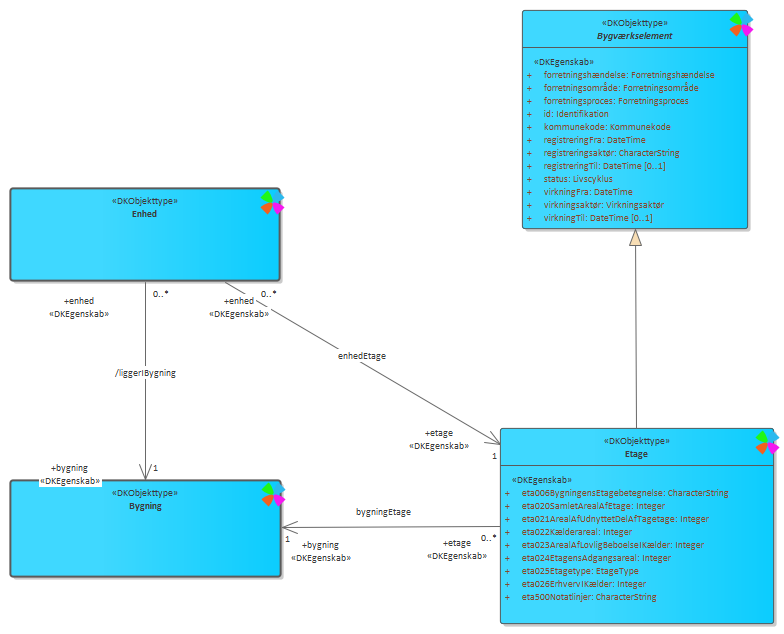 «DKObjekttype»
Bygværkselement
«DKEgenskab»
+ forretningshændelse: Forretningshændelse
+ forretningsområde: Forretningsområde
+ forretningsproces: Forretningsproces
+ id: Identifikation
+ kommunekode: Kommunekode
+ registreringFra: DateTime
+ registreringsaktør: CharacterString
+ registreringTil: DateTime [0..1]
+ status: Livscyklus
+ virkningFra: DateTime
+ virkningsaktør: Virkningsaktør
+ virkningTil: DateTime [0..1]
«DKObjekttype»
Enhed
+enhed
«DKEgenskab»
0..*
+enhed
«DKEgenskab»
0..*
/liggerIBygning
enhedEtage
+etage
«DKEgenskab»
1
+bygning
«DKEgenskab»
1
«DKObjekttype»
Bygning
bygningEtage
1
+bygning
«DKEgenskab»
+etage
«DKEgenskab»
0..*
«DKObjekttype»
Etage
«DKEgenskab»
+ eta006BygningensEtagebetegnelse: CharacterString
+ eta020SamletArealAfEtage: Integer
+ eta021ArealAfUdnyttetDelAfTagetage: Integer
+ eta022Kælderareal: Integer
+ eta023ArealAfLovligBeboelseIKælder: Integer
+ eta024EtagensAdgangsareal: Integer
+ eta025Etagetype: EtageType
+ eta026ErhvervIKælder: Integer
+ eta500Notatlinjer: CharacterString